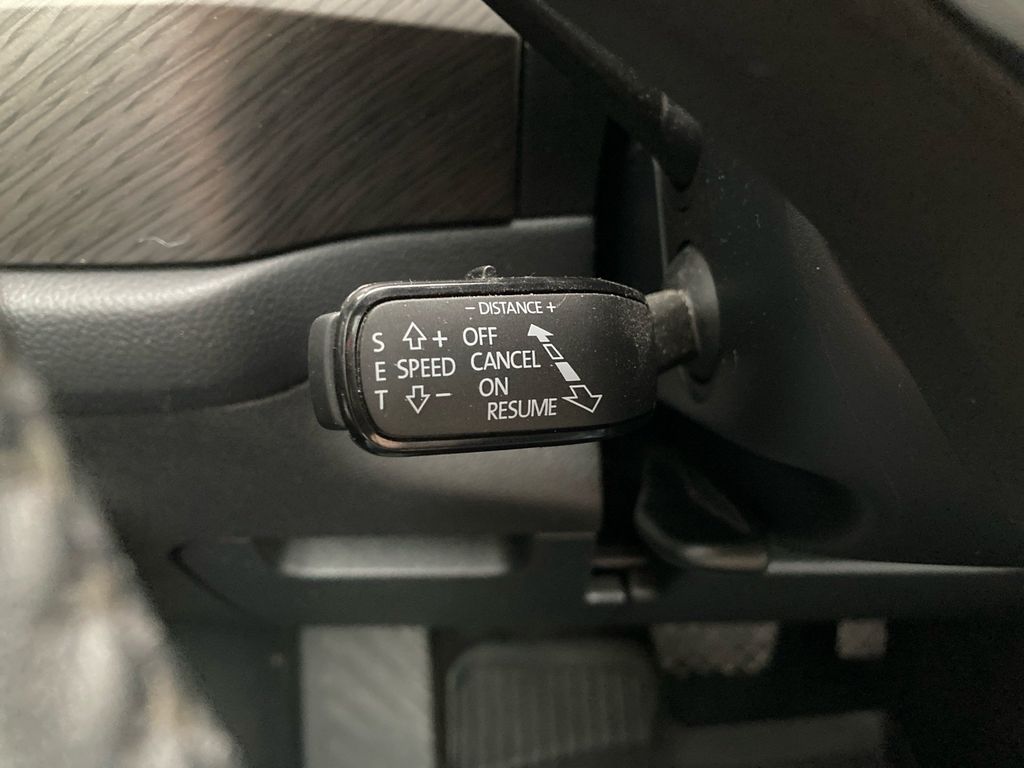 − DISTANCE +
S + OFF
E SPEED CANCEL
T − ON
RESUME